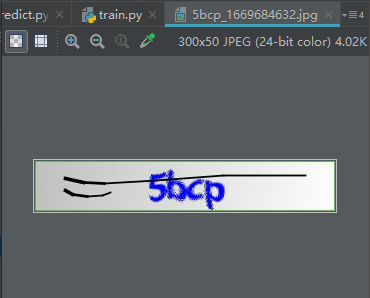 redict.py
train.py
5bcp_1669684632.jpg
4
300x50 JPEG (24-bit color) 4.02K
5bcp